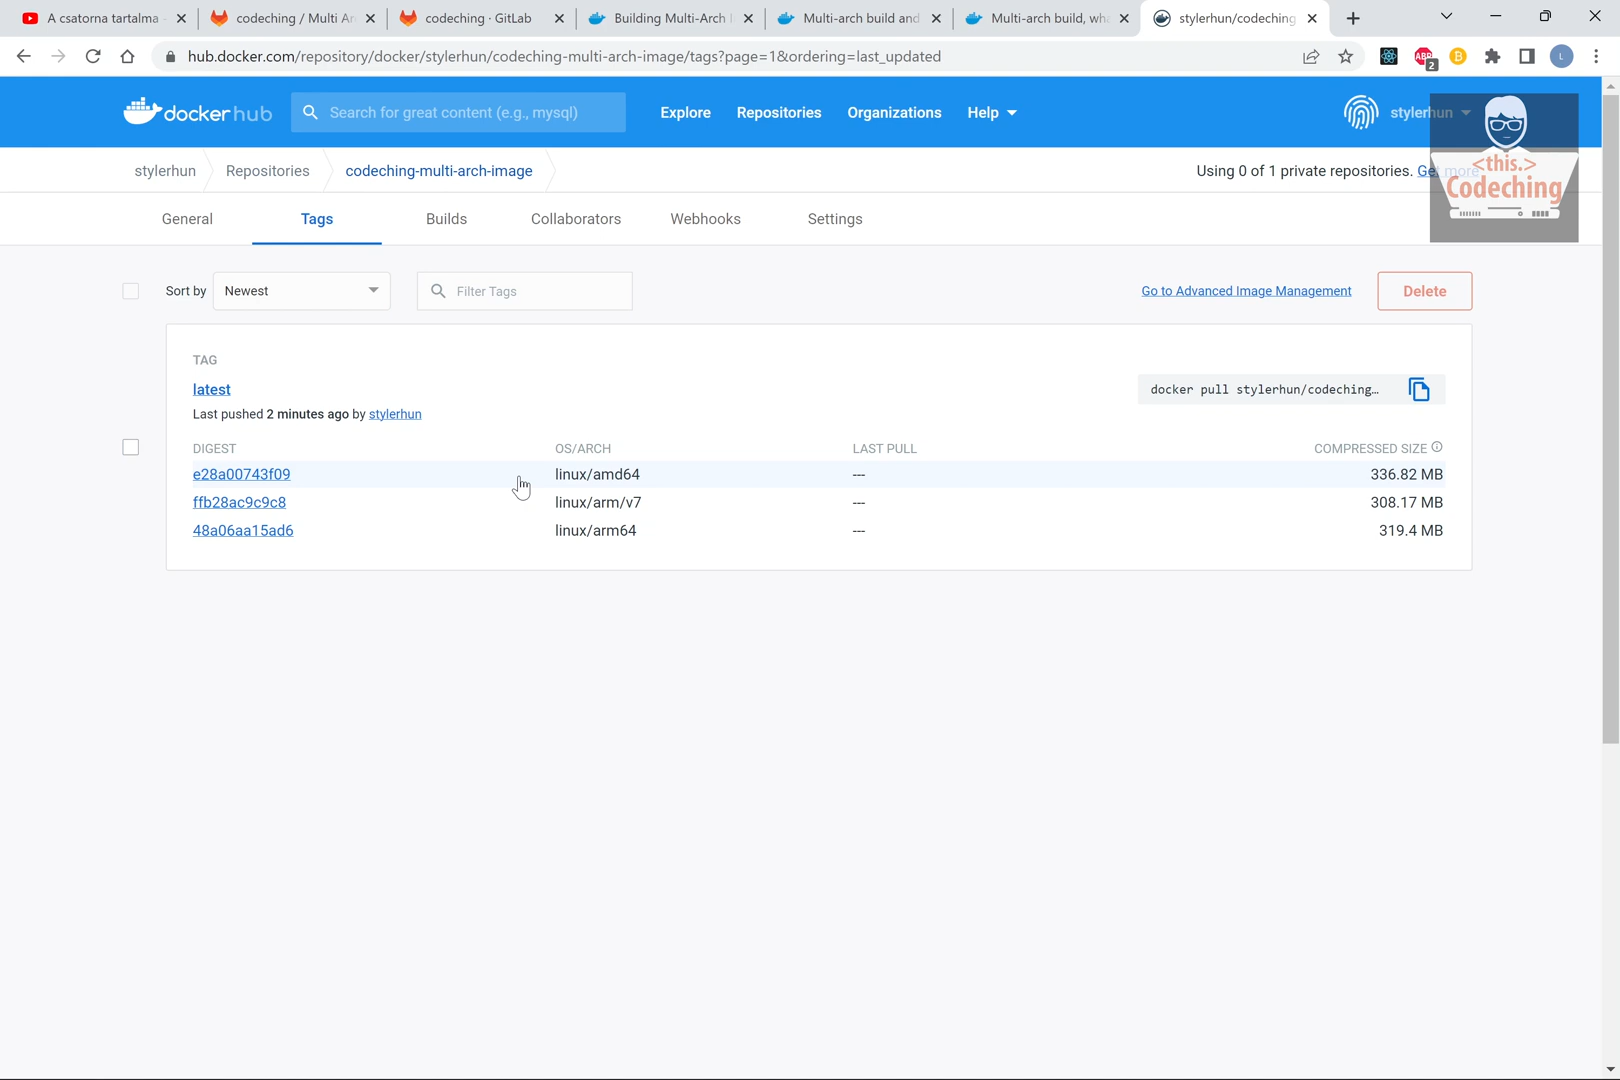 A csatorna tartalma
codeching / Multi Ar
codeching · GitLab
Building Multi-Arch
Multi-arch build and
Multi-arch build, wha
stylerhun/codeching
hub.docker.com/repository/docker/stylerhun/codeching-multi-arch-image/tags?page=1&ordering=last_updated
ABP
2
L
dockerhub
Search for great content (e.g., mysql)
Explore
Repositories
Organizations
Help
stylerhun
stylerhun
Repositories
codeching-multi-arch-image
Using 0 of 1 private repositories. Get more
<this.>
Codeching
General
Tags
Builds
Collaborators
Webhooks
Settings
Sort by
Newest
Filter Tags
Go to Advanced Image Management
Delete
TAG
latest
docker pull stylerhun/codeching…
Last pushed 2 minutes ago by stylerhun
DIGEST OS/ARCH LAST PULL COMPRESSED SIZE
e28a00743f09 linux/amd64 --- 336.82 MB
ffb28ac9c9c8 linux/arm/v7 --- 308.17 MB
48a06aa15ad6 linux/arm64 --- 319.4 MB